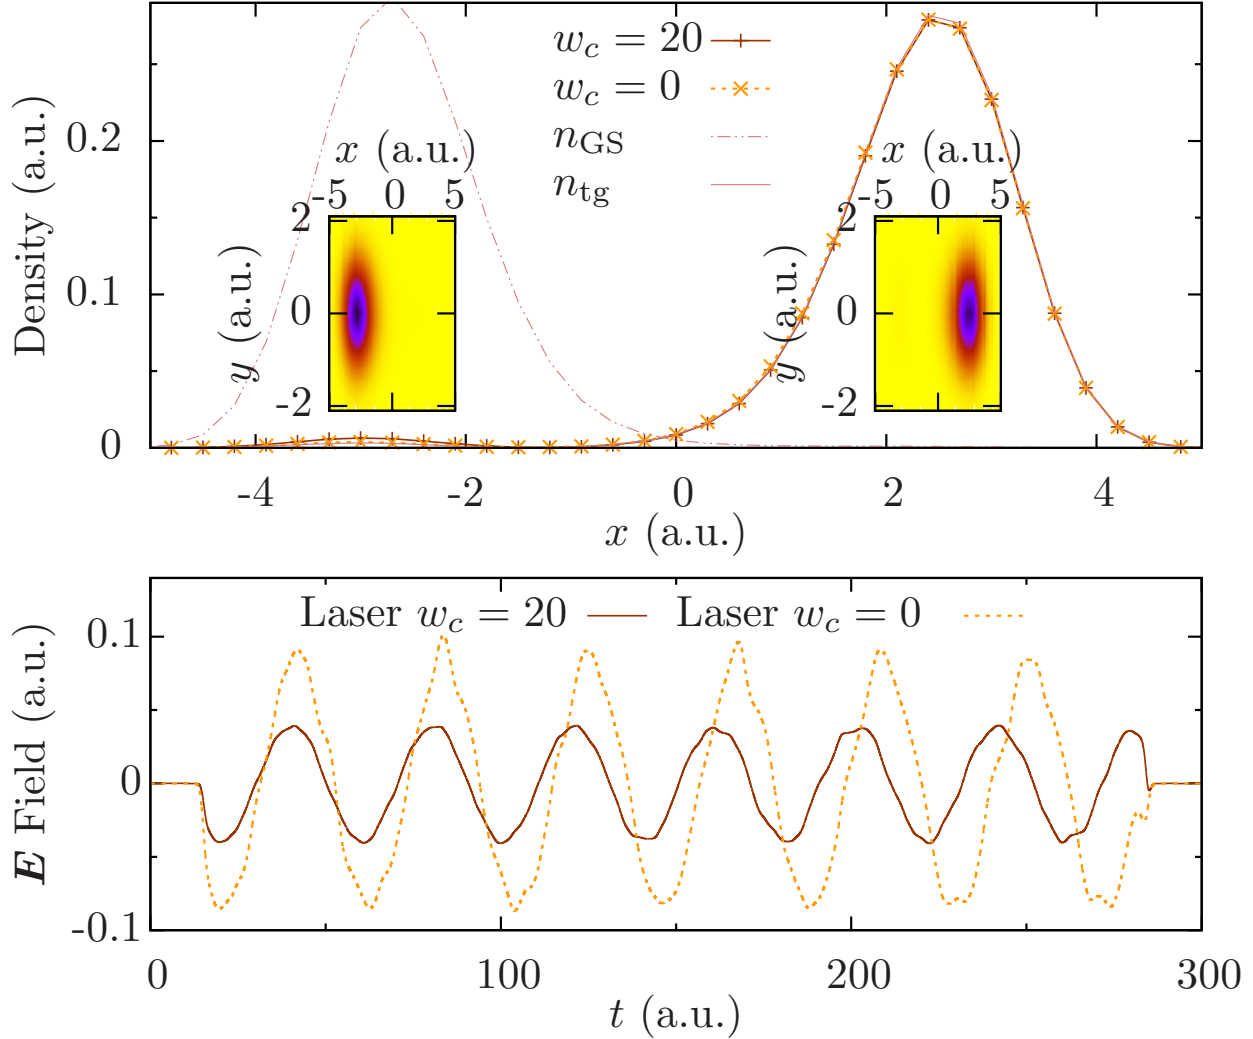 w_c = 20
w_c = 0
n_GS
n_tg
Density (a.u.)
0.2
0.1
0
x (a.u.)
-5 0 5
y (a.u.)
2
0
-2
x (a.u.)
-5 0 5
y (a.u.)
2
0
-2
-4 -2 0 2 4
x (a.u.)
Laser w_c = 20 Laser w_c = 0
E Field (a.u.)
0.1
0
-0.1
0 100 200 300
t (a.u.)